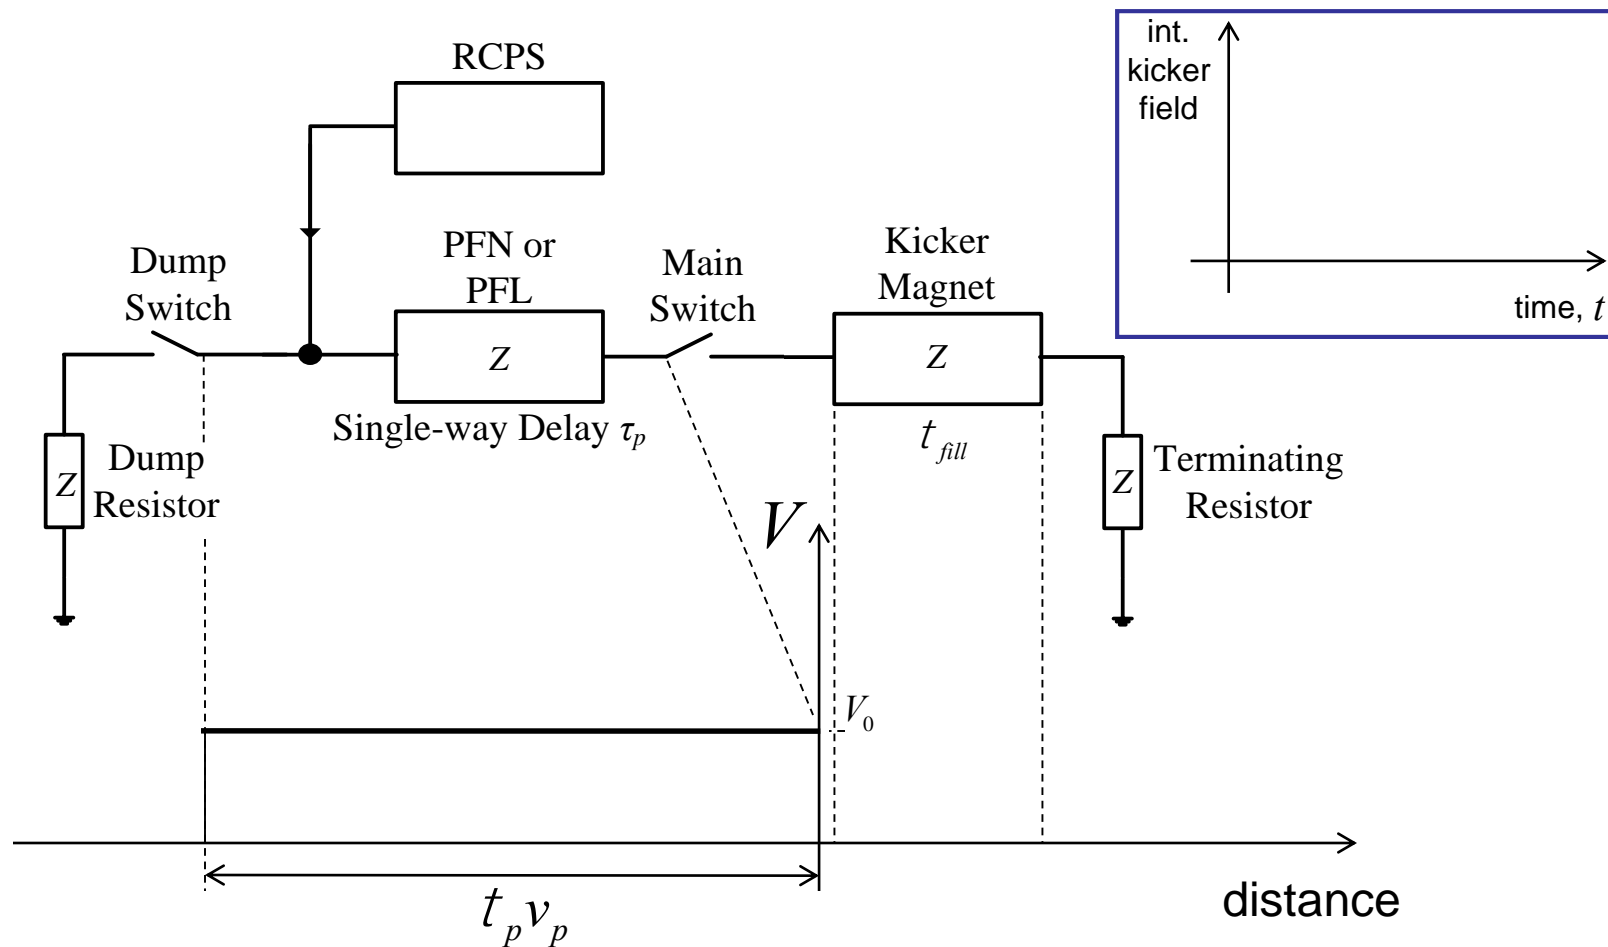 RCPS
int.
kicker
field
time, t
Dump
Switch
PFN or
PFL
Main
Switch
Kicker
Magnet
Z
Z
Single-way Delay τp
tfill
Z
Dump
Resistor
Z
Terminating
Resistor
V
V0
tpvp
distance